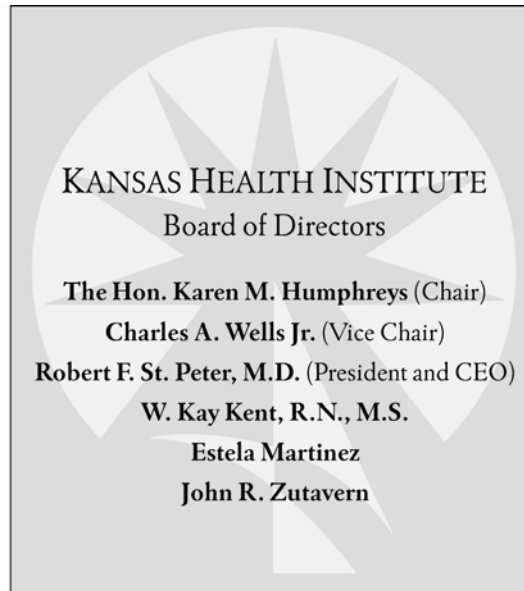 KANSAS HEALTH INSTITUTE
Board of Directors
The Hon. Karen M. Humphreys (Chair)
Charles A. Wells Jr. (Vice Chair)
Robert F. St. Peter, M.D. (President and CEO)
W. Kay Kent, R.N., M.S.
Estela Martinez
John R. Zutavern